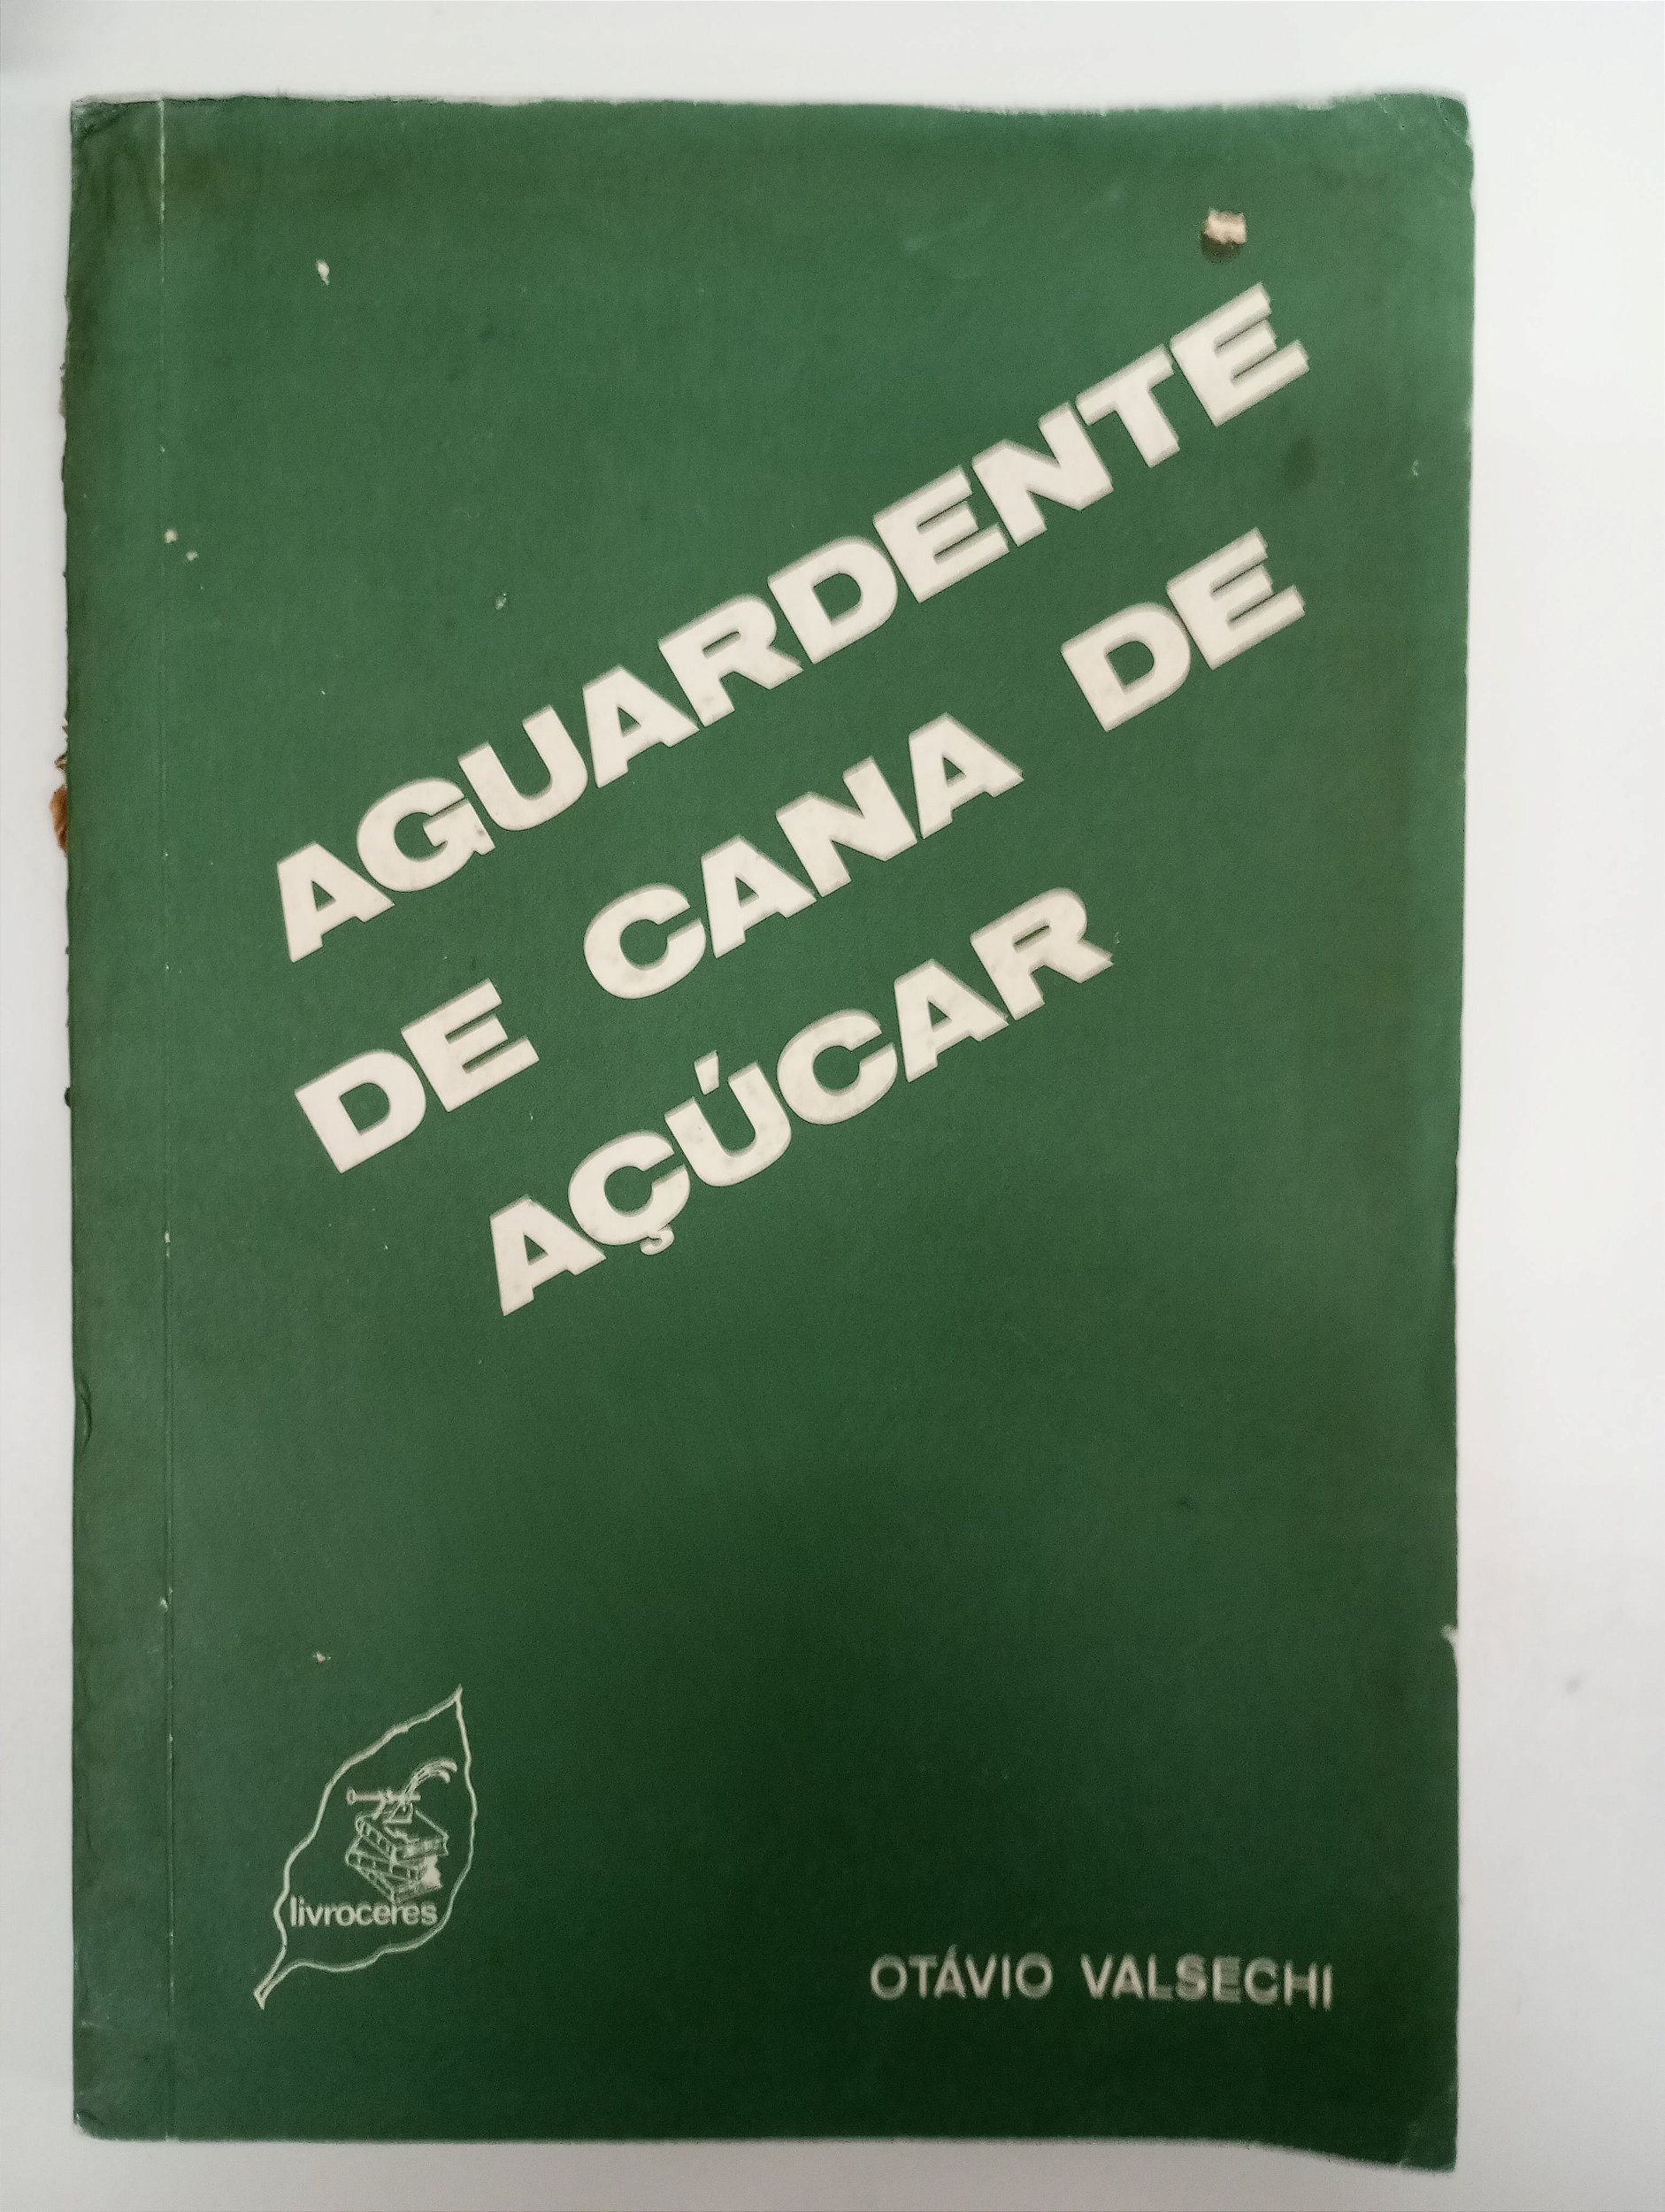 AGUARDENTE
DE CANA DE
AÇÚCAR
livroceres
OTÁVIO VALSECHI